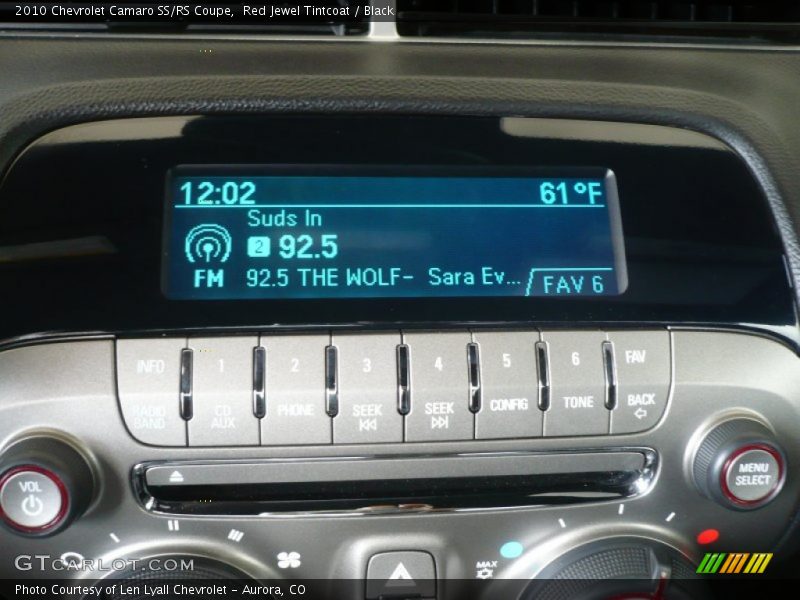 2010 Chevrolet Camaro SS/RS Coupe,  Red Jewel Tintcoat / Black
12:02 61°F
Suds In
2 92.5
FM 92.5 THE WOLF-  Sara Ev... FAV 6
INFO 1 2 3 4 5 6 FAV
RADIO BAND CD AUX PHONE SEEK SEEK CONFIG TONE BACK
VOL
MENU SELECT
MAX
GTCARLOT.COM
Photo Courtesy of Len Lyall Chevrolet - Aurora, CO